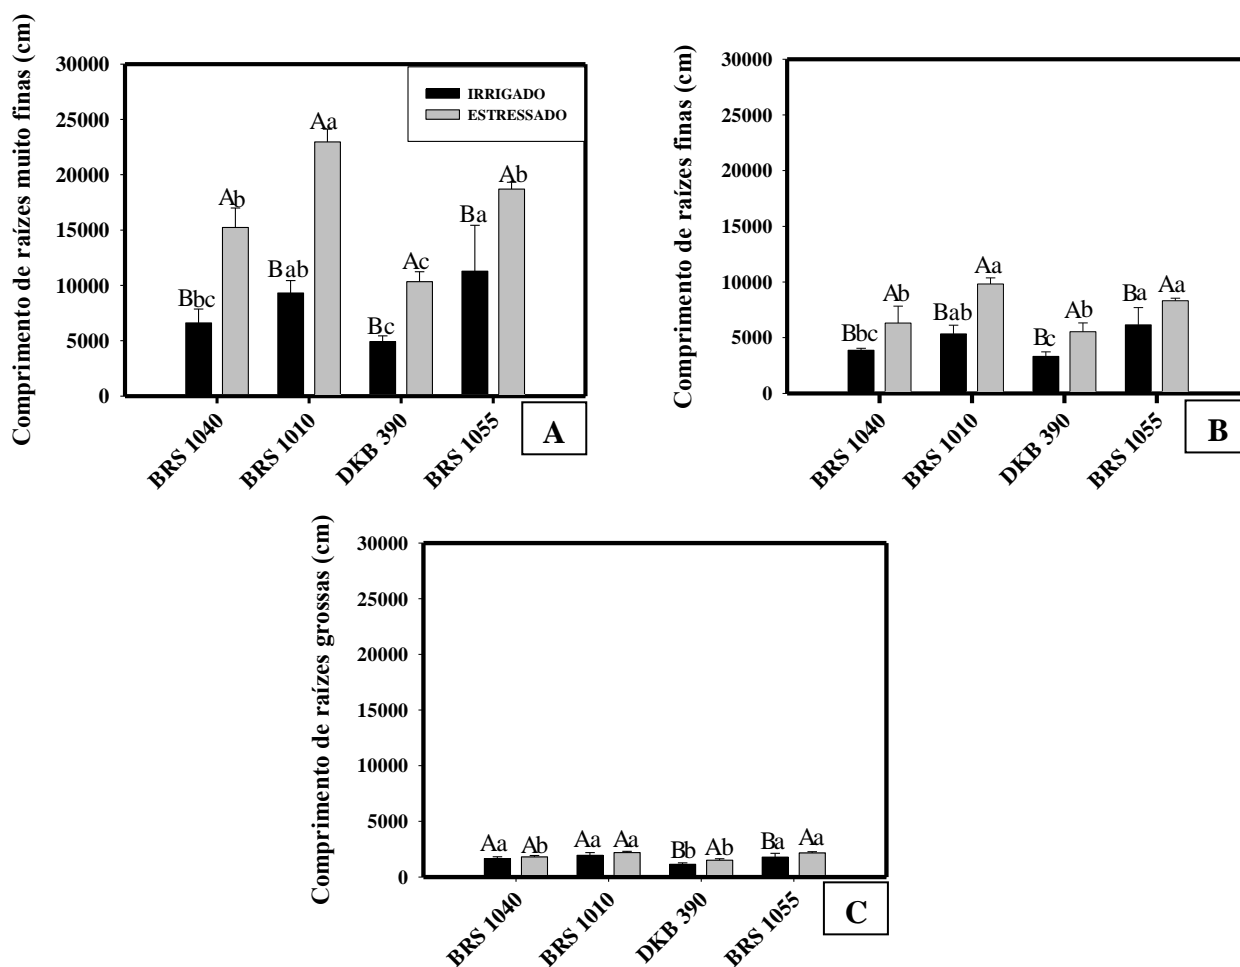 Comprimento de raízes muito finas (cm)
30000
25000
20000
15000
10000
5000
0
IRRIGADO
ESTRESSADO
Bbc
Ab
Bab
Aa
Bc
Ac
Ba
Ab
BRS 1040
BRS 1010
DKB 390
BRS 1055
A
Comprimento de raízes finas (cm)
30000
25000
20000
15000
10000
5000
0
Bbc
Ab
Bab
Aa
Bc
Ab
Ba
Aa
BRS 1040
BRS 1010
DKB 390
BRS 1055
B
Comprimento de raízes grossas (cm)
30000
25000
20000
15000
10000
5000
0
Aa
Ab
Aa
Aa
Bb
Ab
Ba
Aa
BRS 1040
BRS 1010
DKB 390
BRS 1055
C